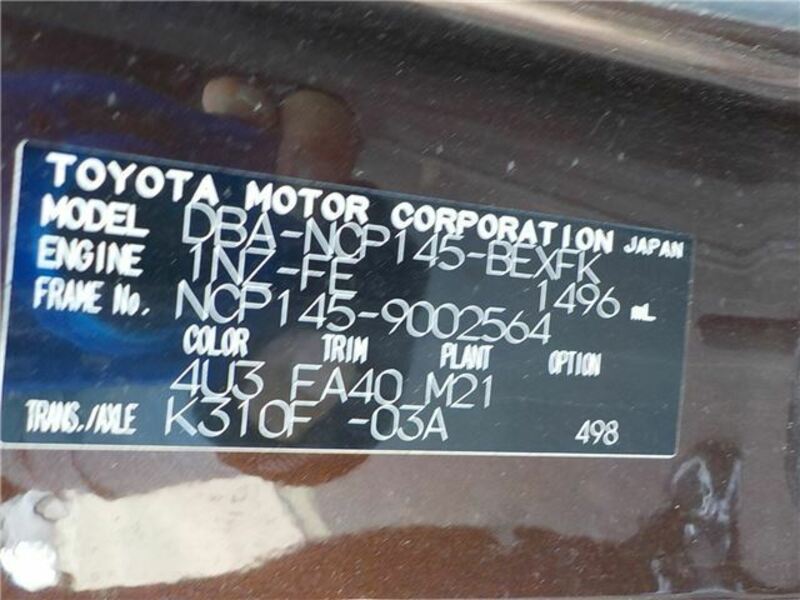 TOYOTA MOTOR CORPORATION JAPAN
MODEL DBA-NCP145-BEXFK
ENGINE 1NZ-FE 1496 mL
FRAME No. NCP145-9002564
COLOR TRIM PLANT OPTION
4U3 FA40 M21
TRANS./AXLE K310F -03A 498